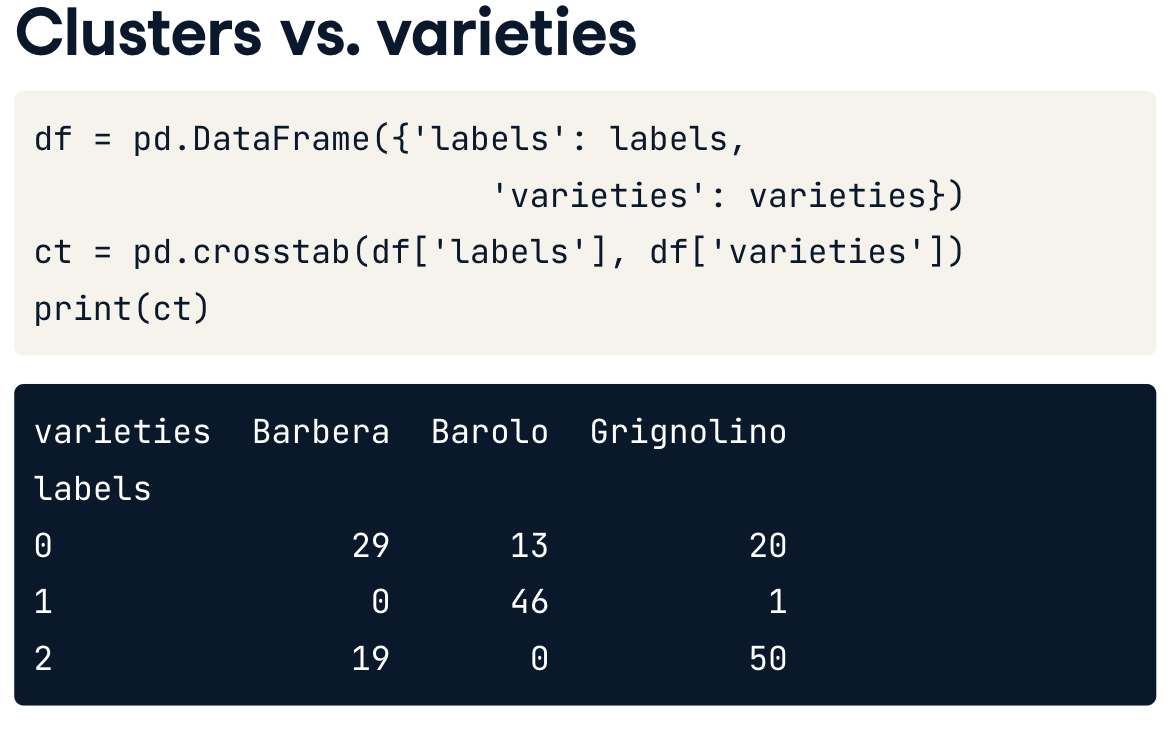 Clusters vs. varieties
df = pd.DataFrame({'labels': labels,
                       'varieties': varieties})
ct = pd.crosstab(df['labels'], df['varieties'])
print(ct)
varieties  Barbera  Barolo  Grignolino
labels
0               29      13          20
1                0      46           1
2               19       0          50